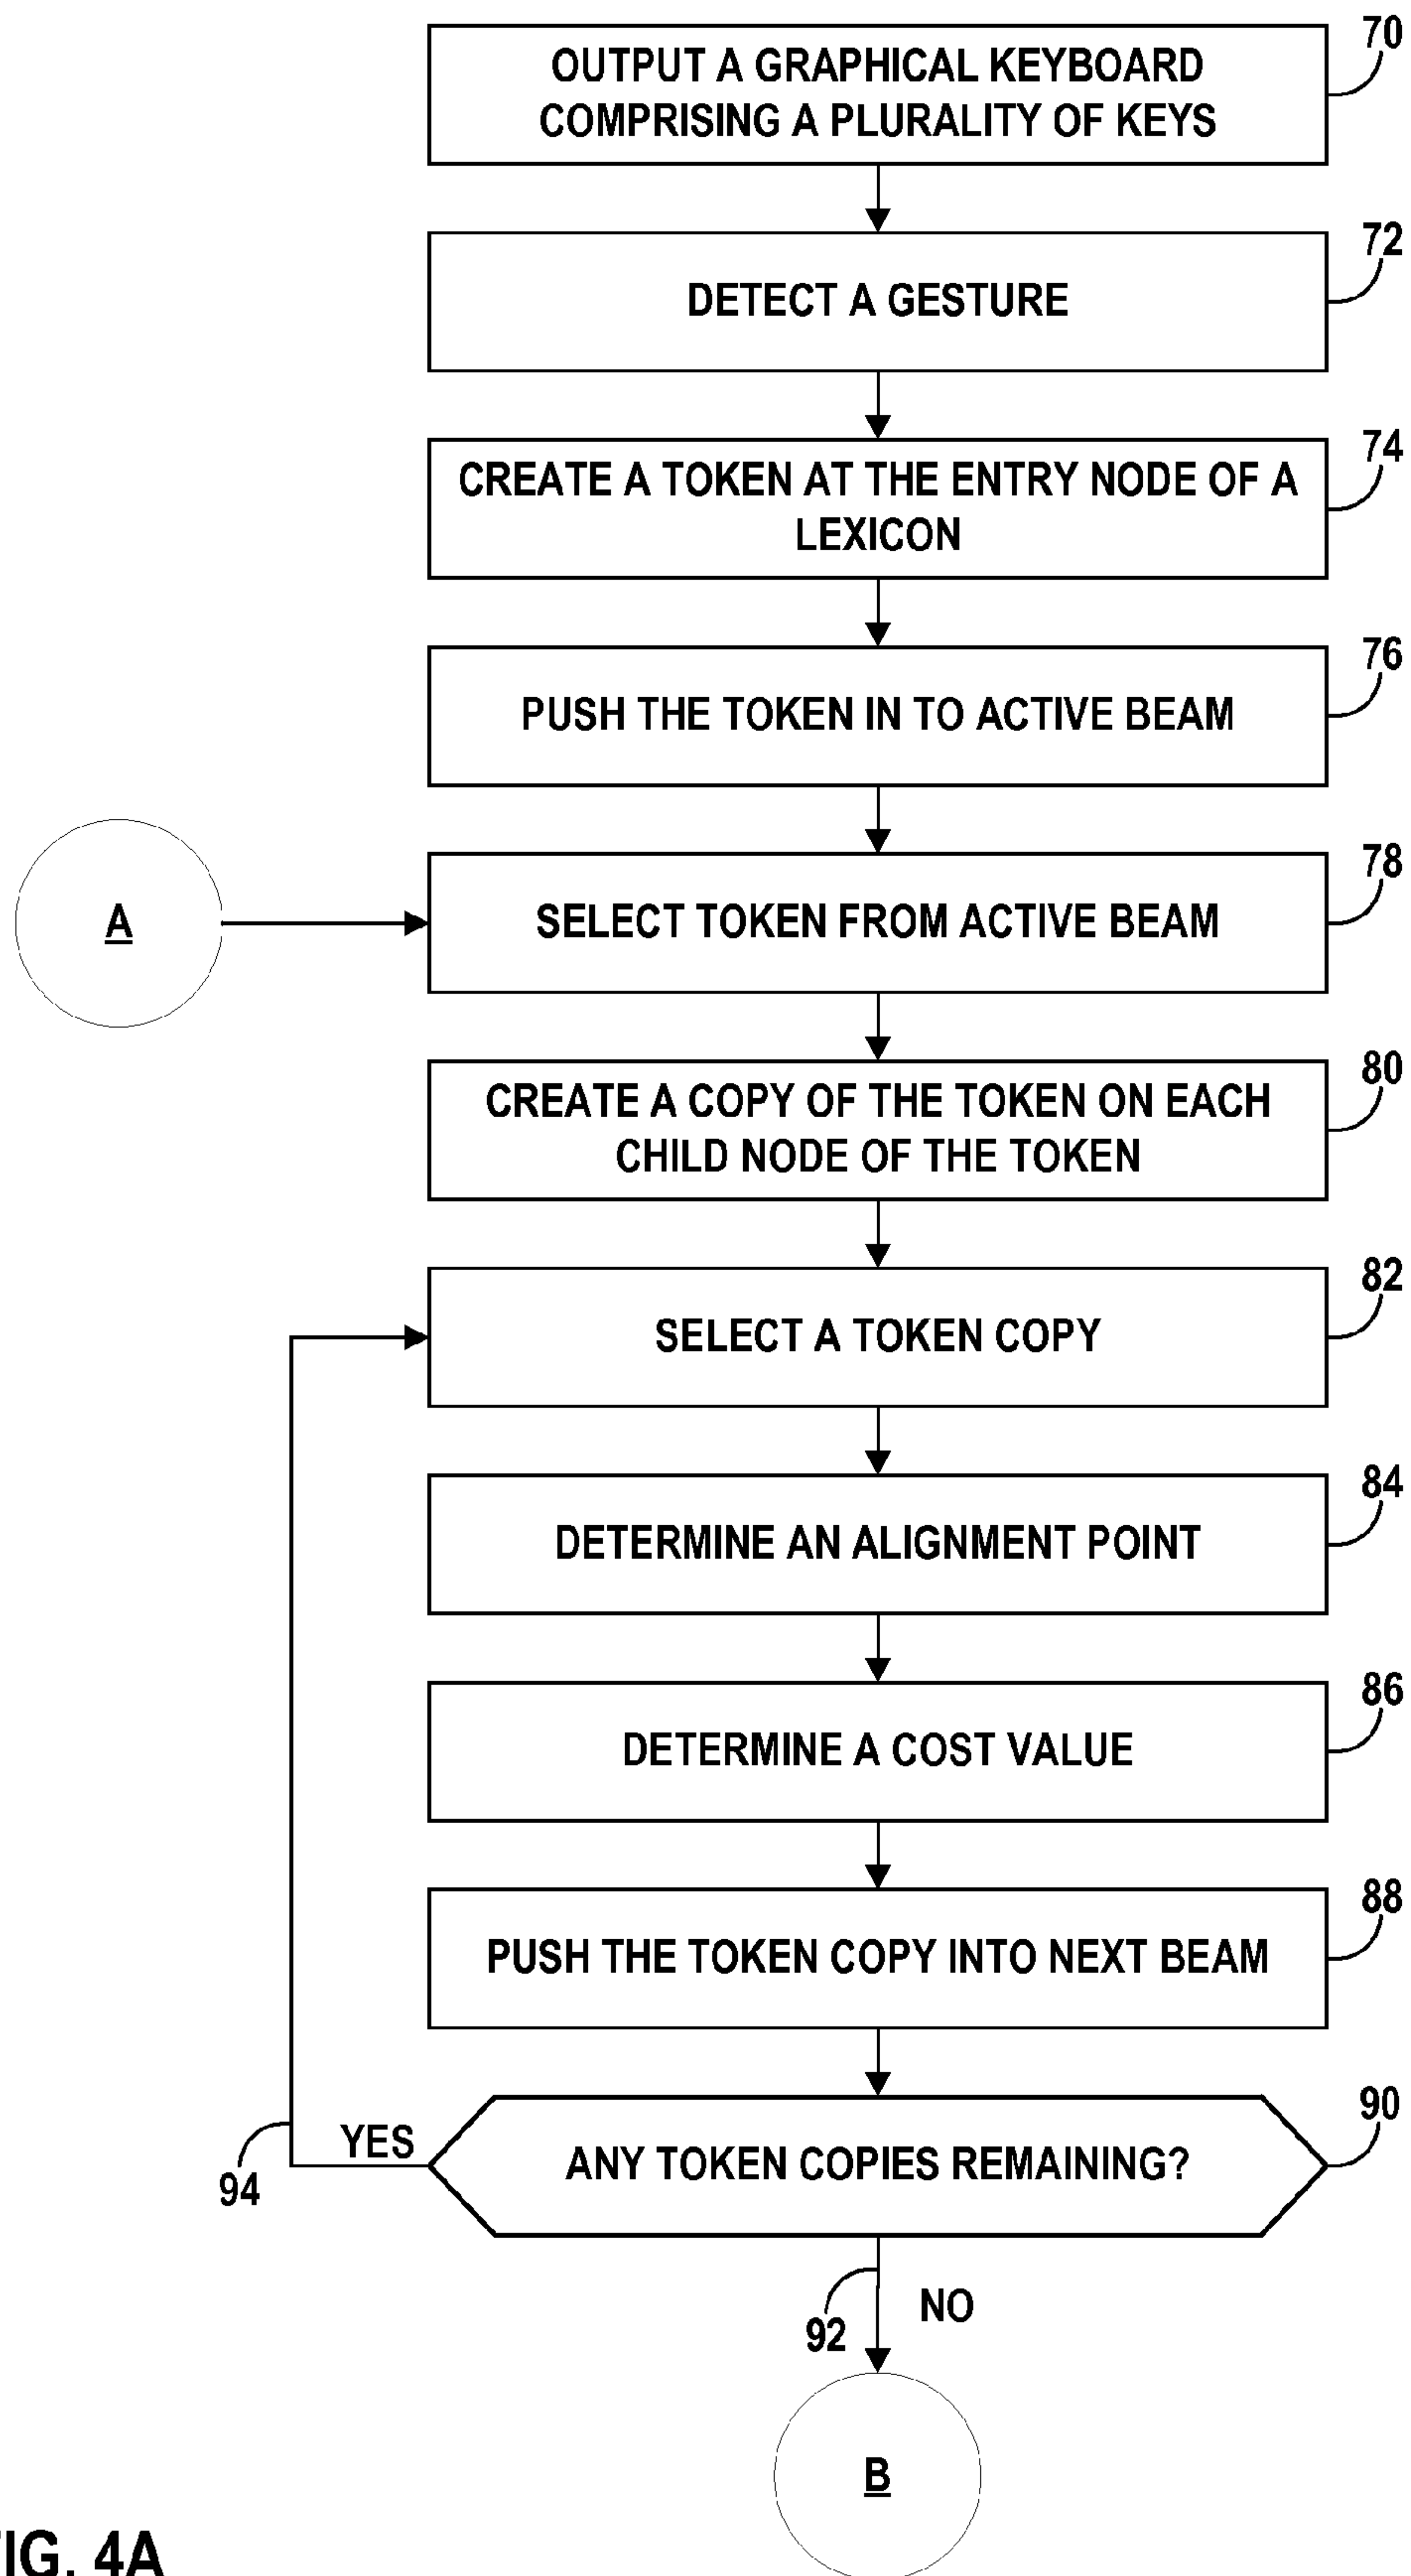 70
OUTPUT A GRAPHICAL KEYBOARD
COMPRISING A PLURALITY OF KEYS
72
DETECT A GESTURE
74
CREATE A TOKEN AT THE ENTRY NODE OF A
LEXICON
76
PUSH THE TOKEN IN TO ACTIVE BEAM
78
A
SELECT TOKEN FROM ACTIVE BEAM
80
CREATE A COPY OF THE TOKEN ON EACH
CHILD NODE OF THE TOKEN
82
SELECT A TOKEN COPY
84
DETERMINE AN ALIGNMENT POINT
86
DETERMINE A COST VALUE
88
PUSH THE TOKEN COPY INTO NEXT BEAM
90
YES
ANY TOKEN COPIES REMAINING?
94
NO
92
B
IG. 4A